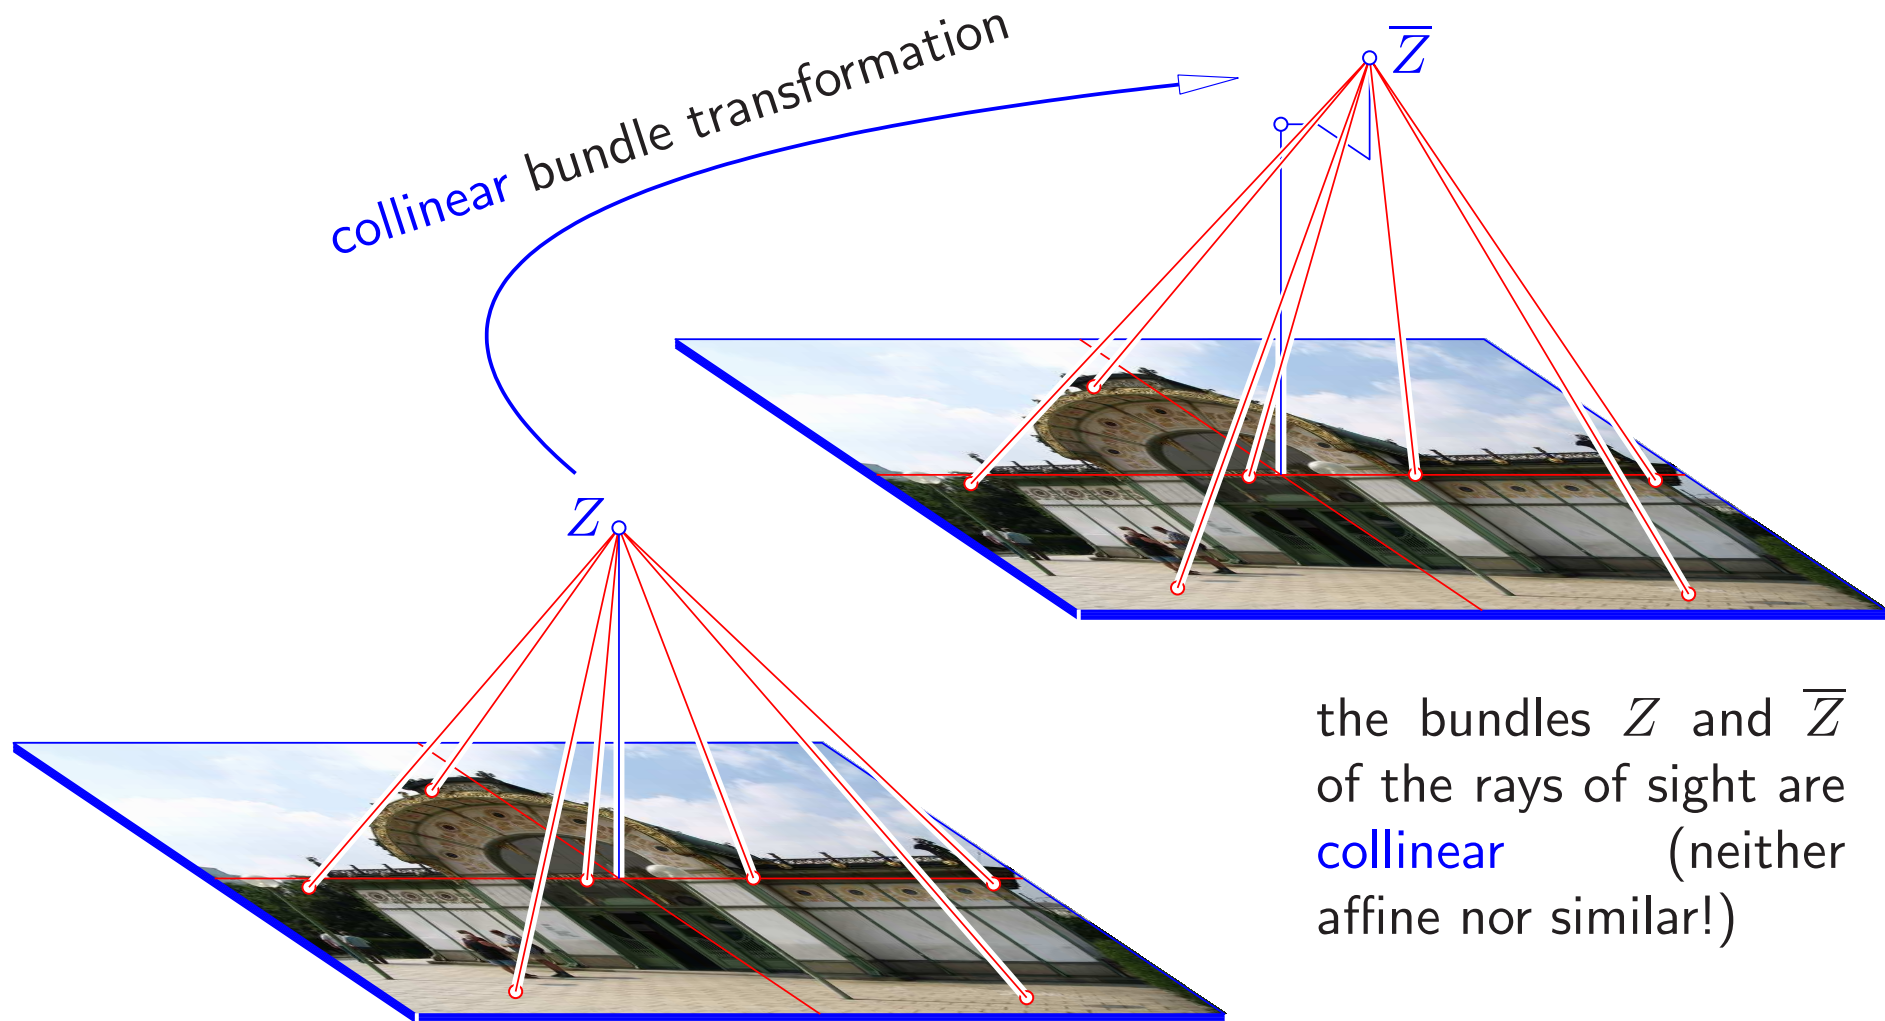 collinear bundle transformation
Z̅
Z
the bundles Z and Z̅
of the rays of sight are
collinear (neither
affine nor similar!)